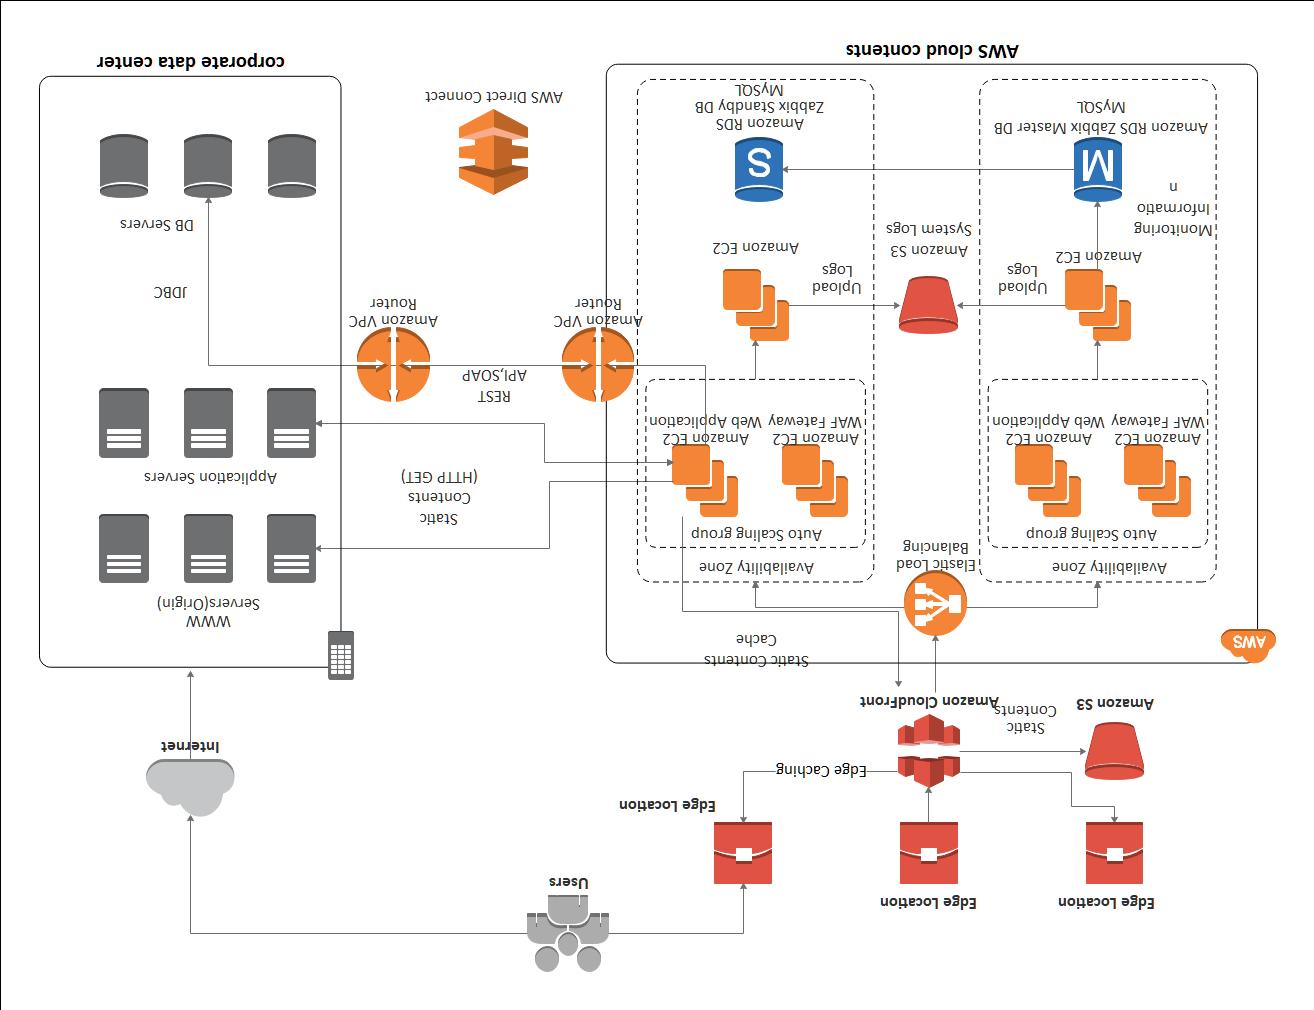 Edge Location
Edge Location
Users
Edge Location
Edge Caching
Internet
Static
Contents
Amazon S3
Amazon CloudFront
Static Contents
Cache
AWS
WWW
Servers(Origin)
Availability Zone
Auto Scaling group
Elastic Load
Balancing
Availability Zone
Auto Scaling group
Static
Contents
(HTTP GET)
Application Servers
Amazon EC2
WAF Fateway
Amazon EC2
Web Application
Amazon EC2
WAF Fateway
Amazon EC2
Web Application
REST
API,SOAP
Amazon VPC
Router
Amazon VPC
Router
JDBC
Upload
Logs
Upload
Logs
Amazon EC2
Amazon S3
System Logs
Amazon EC2
Monitoring
Informatio
n
DB Servers
M
S
Amazon RDS Zabbix Master DB
MySQL
Amazon RDS
Zabbix Standby DB
MySQL
AWS Direct Connect
AWS cloud contents
corporate data center